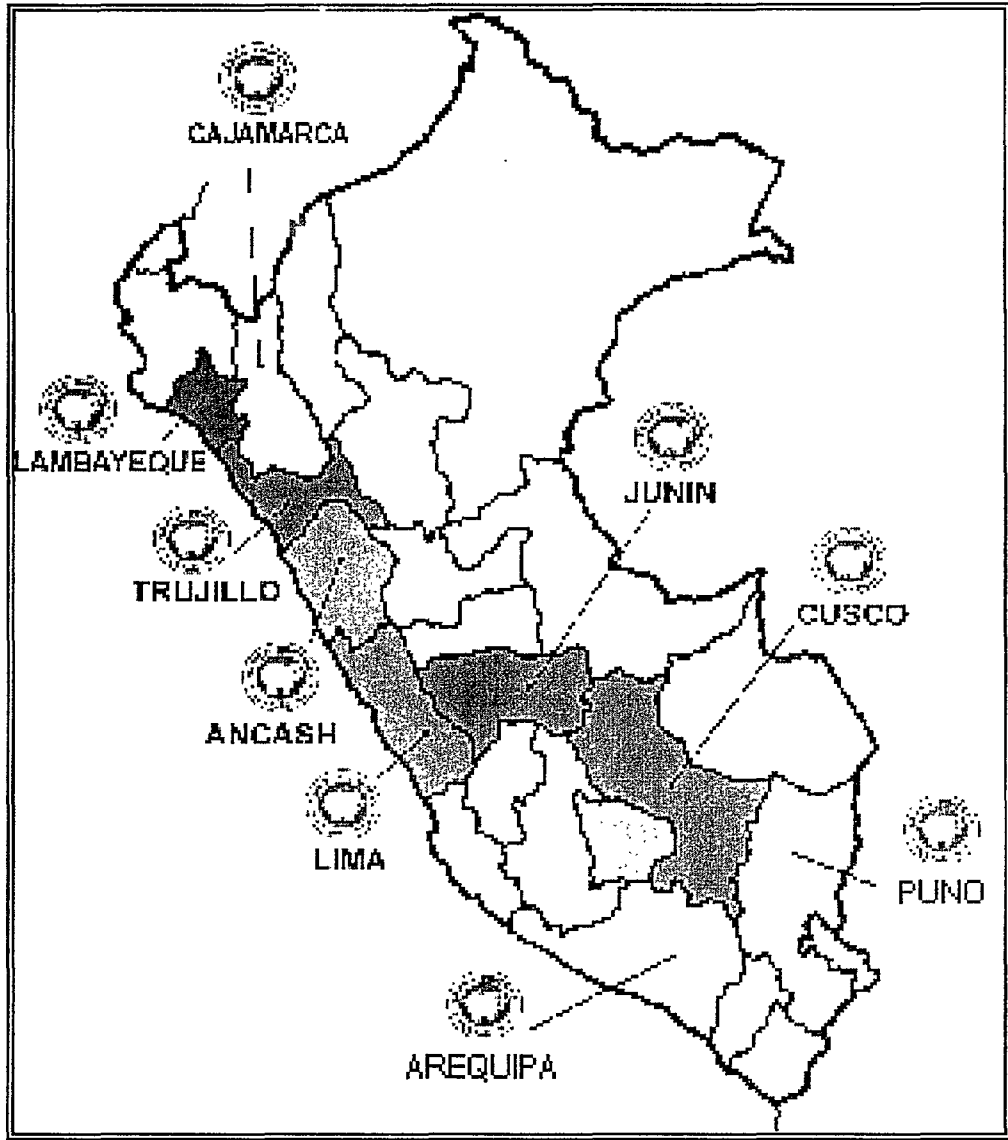 CAJAMARCA
LAMBAYEQUE
JUNIN
TRUJILLO
CUSCO
ANCASH
LIMA
PUNO
AREQUIPA